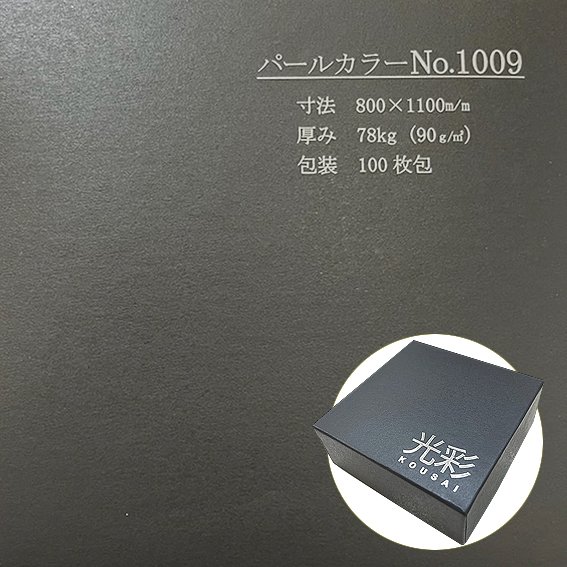 パールカラーNo.1009
寸法　800×1100m/m
厚み　78kg（90g/㎡）
包装　100枚包
光彩
KOUSAI